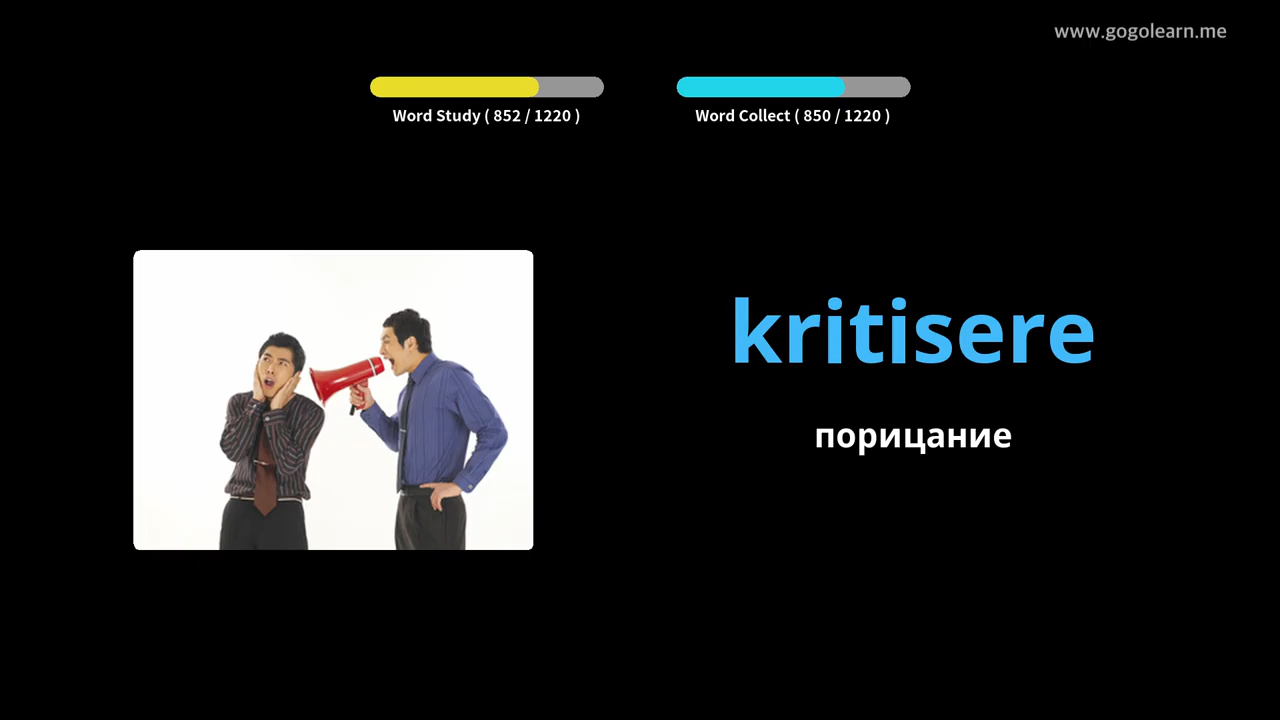 www.gogolearn.me
Word Study ( 852 / 1220 )
Word Collect ( 850 / 1220 )
kritisere
порицание